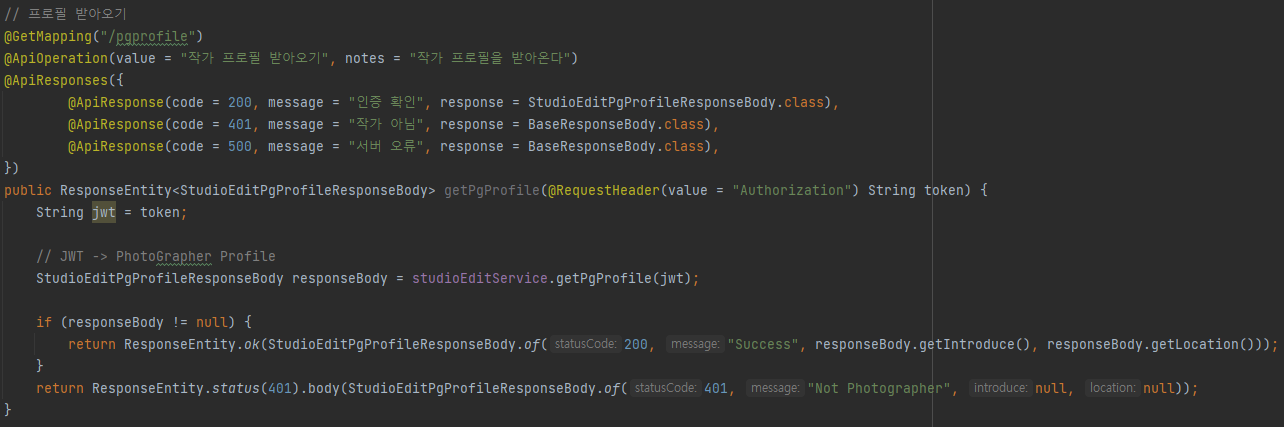 // 프로필 받아오기
@GetMapping("/pgprofile")
@ApiOperation(value = "작가 프로필 받아오기", notes = "작가 프로필을 받아온다")
@ApiResponses({
        @ApiResponse(code = 200, message = "인증 확인", response = StudioEditPgProfileResponseBody.class),
        @ApiResponse(code = 401, message = "작가 아님", response = BaseResponseBody.class),
        @ApiResponse(code = 500, message = "서버 오류", response = BaseResponseBody.class),
})
public ResponseEntity<StudioEditPgProfileResponseBody> getPgProfile(@RequestHeader(value = "Authorization") String token) {
    String jwt = token;
    // JWT -> PhotoGrapher Profile
    StudioEditPgProfileResponseBody responseBody = studioEditService.getPgProfile(jwt);
    if (responseBody != null) {
        return ResponseEntity.ok(StudioEditPgProfileResponseBody.of( statusCode: 200, message: "Success", responseBody.getIntroduce(), responseBody.getLocation()));
    }
    return ResponseEntity.status(401).body(StudioEditPgProfileResponseBody.of( statusCode: 401, message: "Not Photographer", introduce: null, location: null));
}